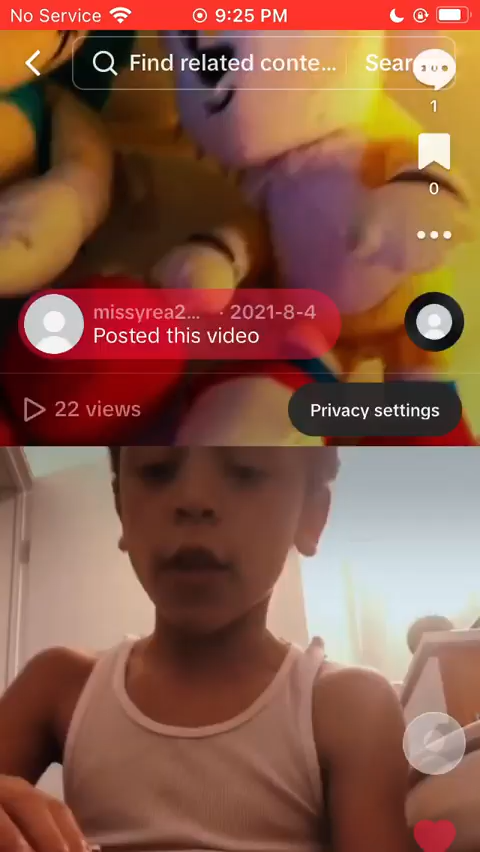 No Service
9:25 PM
Find related conte...
Sear
1
0
missyrea2... · 2021-8-4
Posted this video
22 views
Privacy settings